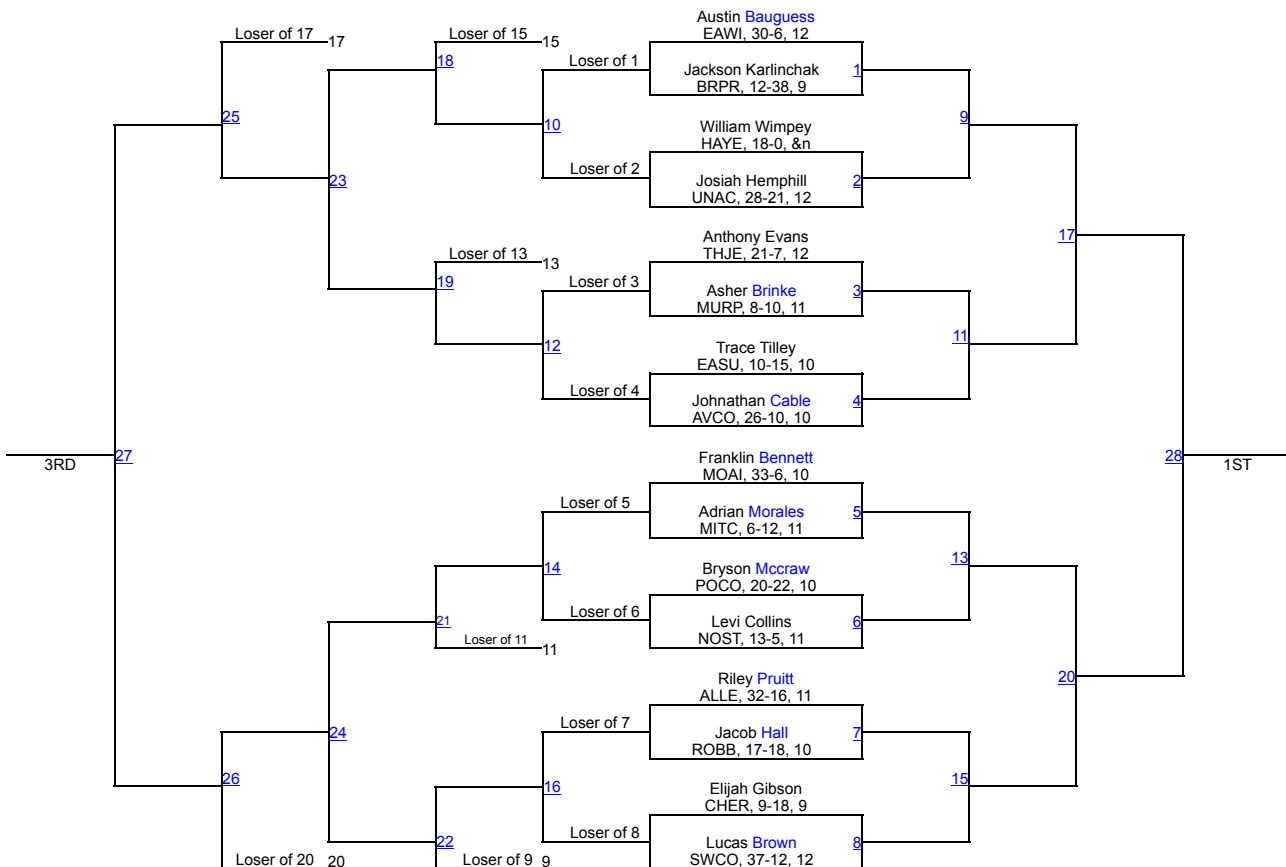 Austin Bauguess
EAWI, 30-6, 12
Loser of 17
17
Loser of 15
15
18
Loser of 1
Jackson Karlinchak
1
BRPR, 12-38, 9
25
10
9
William Wimpey
HAYE, 18-0, &n
Loser of 2
23
Josiah Hemphill
2
UNAC, 28-21, 12
Anthony Evans
THJE, 21-7, 12
17
Loser of 13
13
19
Loser of 3
Asher Brinke
3
MURP, 8-10, 11
11
12
Trace Tilley
EASU, 10-15, 10
Loser of 4
Johnathan Cable
4
AVCO, 26-10, 10
3RD
27
Franklin Bennett
MOAI, 33-6, 10
28
1ST
Loser of 5
Adrian Morales
5
MITC, 6-12, 11
13
14
Bryson Mccraw
POCO, 20-22, 10
Loser of 6
21
Levi Collins
6
NOST, 13-5, 11
Loser of 11
11
20
Riley Pruitt
ALLE, 32-16, 11
Loser of 7
24
Jacob Hall
7
ROBB, 17-18, 10
26
16
15
Elijah Gibson
CHER, 9-18, 9
Loser of 8
22
Lucas Brown
8
SWCO, 37-12, 12
Loser of 20
20
Loser of 9
9